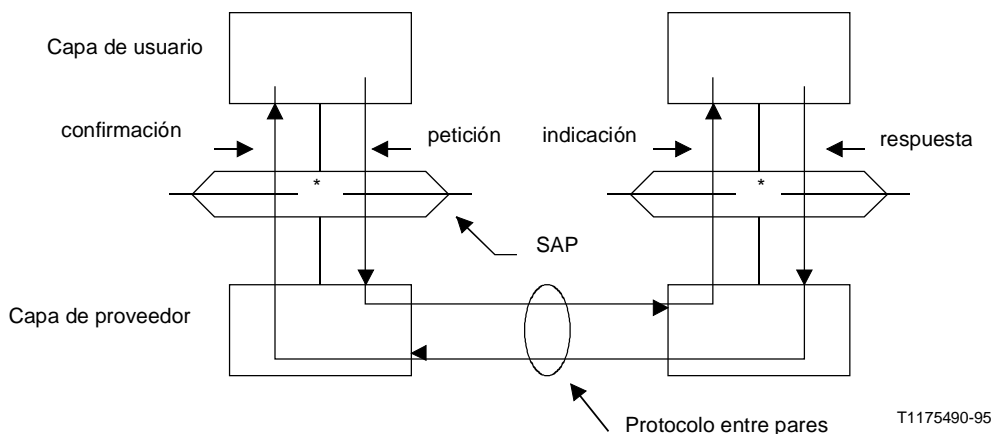 Capa de usuario
confirmación
petición
indicación
respuesta
*
*
SAP
Capa de proveedor
Protocolo entre pares
T1175490-95